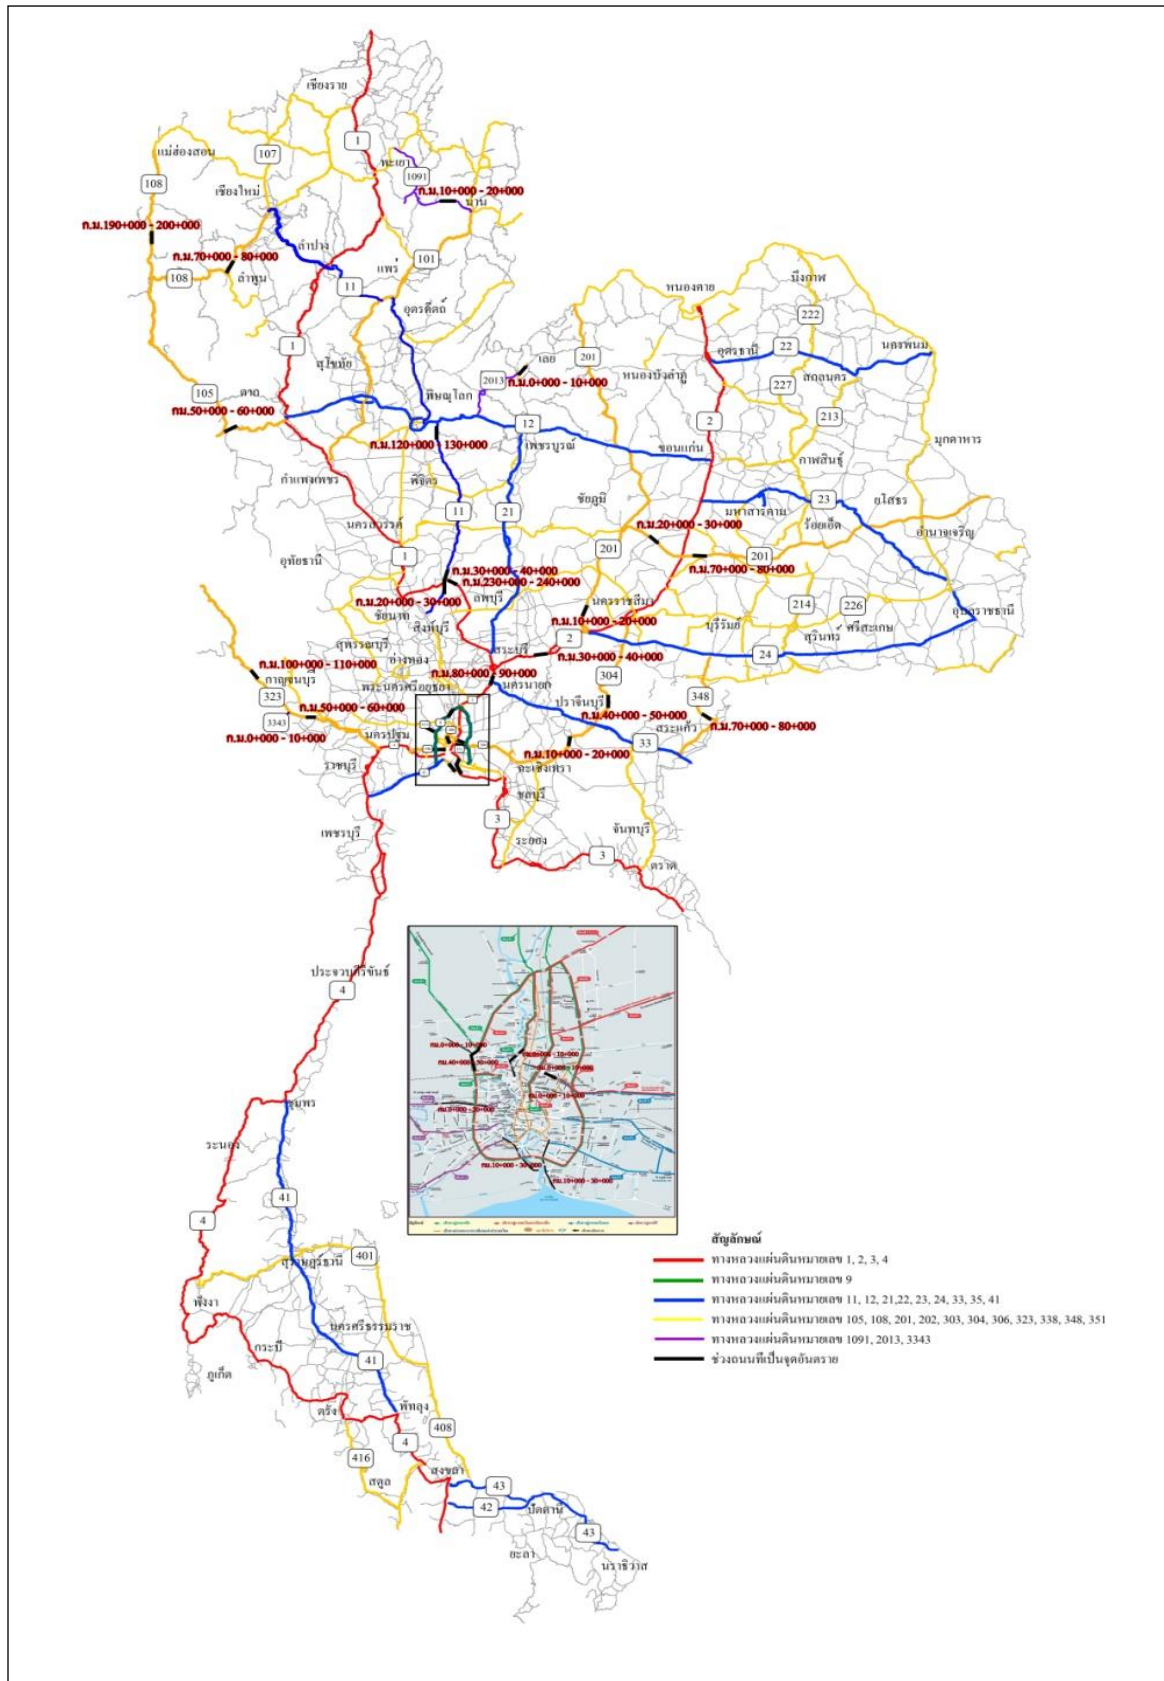 เชียงราย
1
แม่ฮ่องสอน
107
พะเยา
1091
108
เชียงใหม่
ก.ม.10+000 - 20+000
น่าน
ก.ม.190+000 - 200+000
ลำปาง
ก.ม.70+000 - 80+000
101
แพร่
108
ลำพูน
11
หนองคาย
บึงกาฬ
อุตรดิตถ์
222
1
22
นครพนม
สุโขทัย
201
อุดรธานี
เลย
หนองบัวลำภู
2013
ก.ม.0+000 - 10+000
227
สกลนคร
105
ตาก
พิษณุโลก
กม.50+000 - 60+000
2
213
12
ก.ม.120+000 - 130+000
เพชรบูรณ์
ขอนแก่น
มุกดาหาร
กาฬสินธุ์
กำแพงเพชร
พิจิตร
ชัยภูมิ
23
ยโสธร
11
21
มหาสารคาม
นครสวรรค์
ก.ม.20+000 - 30+000
ร้อยเอ็ด
อำนาจเจริญ
1
201
201
อุทัยธานี
ก.ม.30+000 - 40+000
ก.ม.70+000 - 80+000
ก.ม.230+000 - 240+000
ก.ม.20+000 - 30+000
ลพบุรี
นครราชสีมา
214
226
อุบลราชธานี
ชัยนาท
สิงห์บุรี
ก.ม.10+000 - 20+000
บุรีรัมย์
สุรินทร์
ศรีสะเกษ
สุพรรณบุรี
สระบุรี
2
24
อ่างทอง
ก.ม.30+000 - 40+000
ก.ม.100+000 - 110+000
กาญจนบุรี
ก.ม.80+000 - 90+000
304
พระนครศรีอยุธยา
นครนายก
323
ปราจีนบุรี
348
ก.ม.50+000 - 60+000
ก.ม.40+000 - 50+000
3343
สระแก้ว
ก.ม.70+000 - 80+000
ก.ม.0+000 - 10+000
นครปฐม
33
ก.ม.10+000 - 20+000
ราชบุรี
ฉะเชิงเทรา
ชลบุรี
เพชรบุรี
3
จันทบุรี
ระยอง
3
ตราด
ประจวบคีรีขันธ์
4
กม.0+000 - 10+000
กม.0+000 - 10+000
กม.0+000 - 10+000
กม.10+000 - 30+000
กม.10+000 - 30+000
ชุมพร
ระนอง
41
4
401
สุราษฎร์ธานี
พังงา
นครศรีธรรมราช
กระบี่
41
ภูเก็ต
ตรัง
พัทลุง
408
4
416
สตูล
สงขลา
43
42
ปัตตานี
43
ยะลา
นราธิวาส
สัญลักษณ์
ทางหลวงแผ่นดินหมายเลข 1, 2, 3, 4
ทางหลวงแผ่นดินหมายเลข 9
ทางหลวงแผ่นดินหมายเลข 11, 12, 21,22, 23, 24, 33, 35, 41
ทางหลวงแผ่นดินหมายเลข 105, 108, 201, 202, 303, 304, 306, 323, 338, 348, 351
ทางหลวงแผ่นดินหมายเลข 1091, 2013, 3343
ช่วงถนนที่เป็นจุดอันตราย